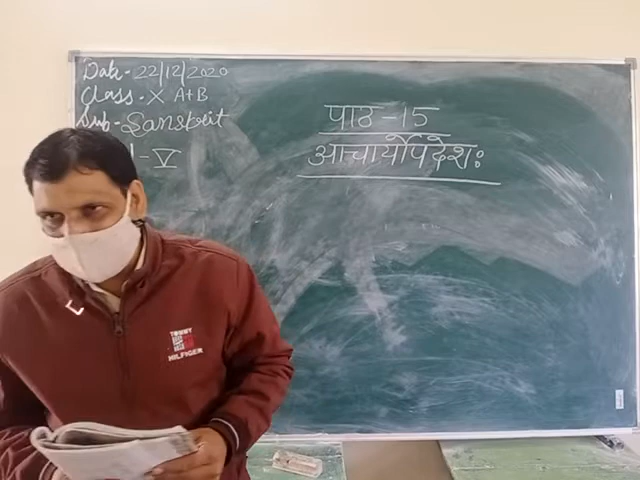 Date- 22/12/2020
Class - X A+B
Sub- Sanskrit
- V
पाठ - 15
आचार्योपदेशः
TOMMY
HILFIGER